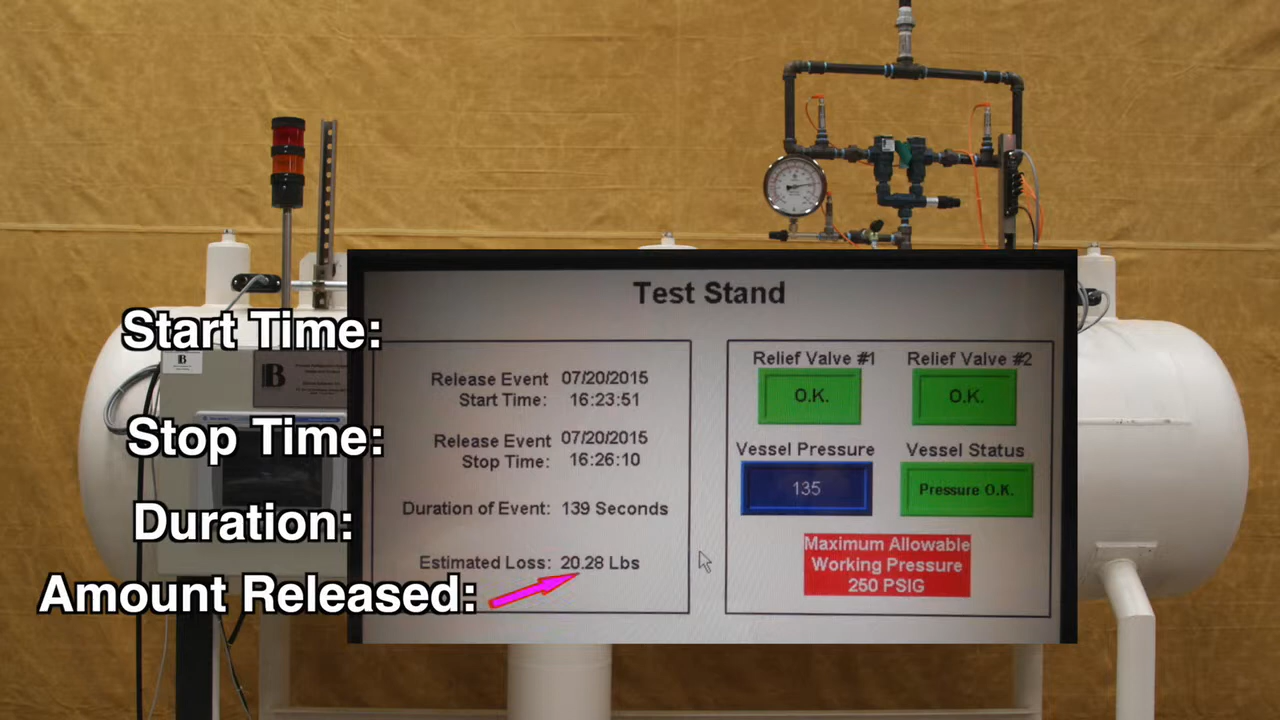 Test Stand
Start Time:
Release Event 07/20/2015
Start Time: 16:23:51
Stop Time:
Release Event 07/20/2015
Stop Time: 16:26:10
Duration:
Duration of Event: 139 Seconds
Amount Released:
Estimated Loss: 20.28 Lbs
Relief Valve #1
O.K.
Relief Valve #2
O.K.
Vessel Pressure
135
Vessel Status
Pressure O.K.
Maximum Allowable
Working Pressure
250 PSIG
B
B